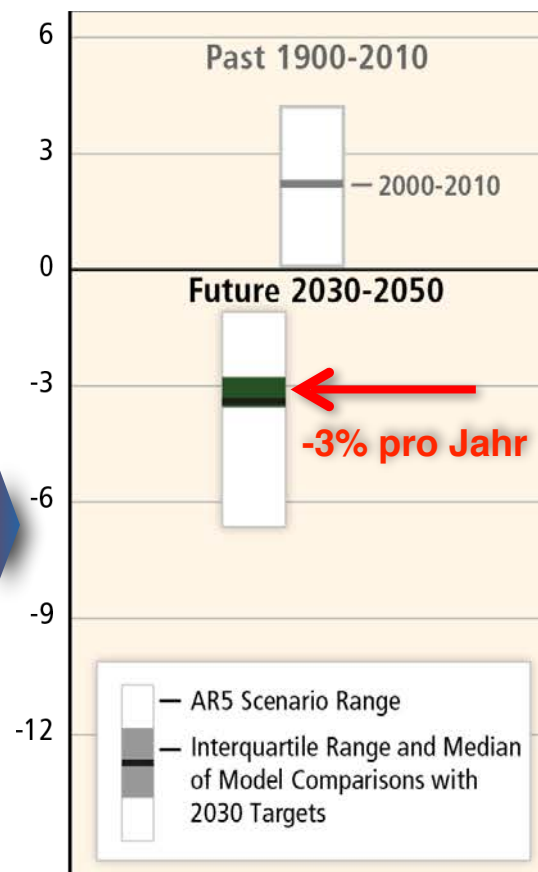 6
Past 1900-2010
3
2000-2010
0
Future 2030-2050
-3
-3% pro Jahr
-6
-9
AR5 Scenario Range
-12
Interquartile Range and Median
of Model Comparisons with
2030 Targets